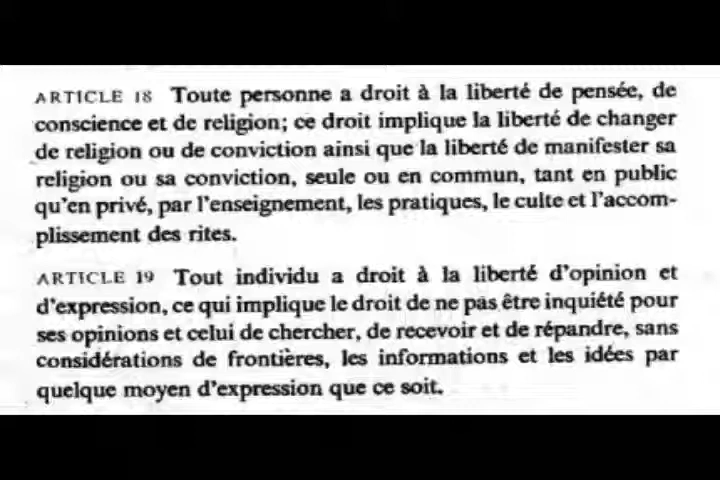 ARTICLE 18 Toute personne a droit à la liberté de pensée, de
conscience et de religion; ce droit implique la liberté de changer
de religion ou de conviction ainsi que la liberté de manifester sa
religion ou sa conviction, seule ou en commun, tant en public
qu'en privé, par l'enseignement, les pratiques, le culte et l'accom-
plissement des rites.
ARTICLE 19 Tout individu a droit à la liberté d'opinion et
d'expression, ce qui implique le droit de ne pas être inquiété pour
ses opinions et celui de chercher, de recevoir et de répandre, sans
considérations de frontières, les informations et les idées par
quelque moyen d'expression que ce soit.